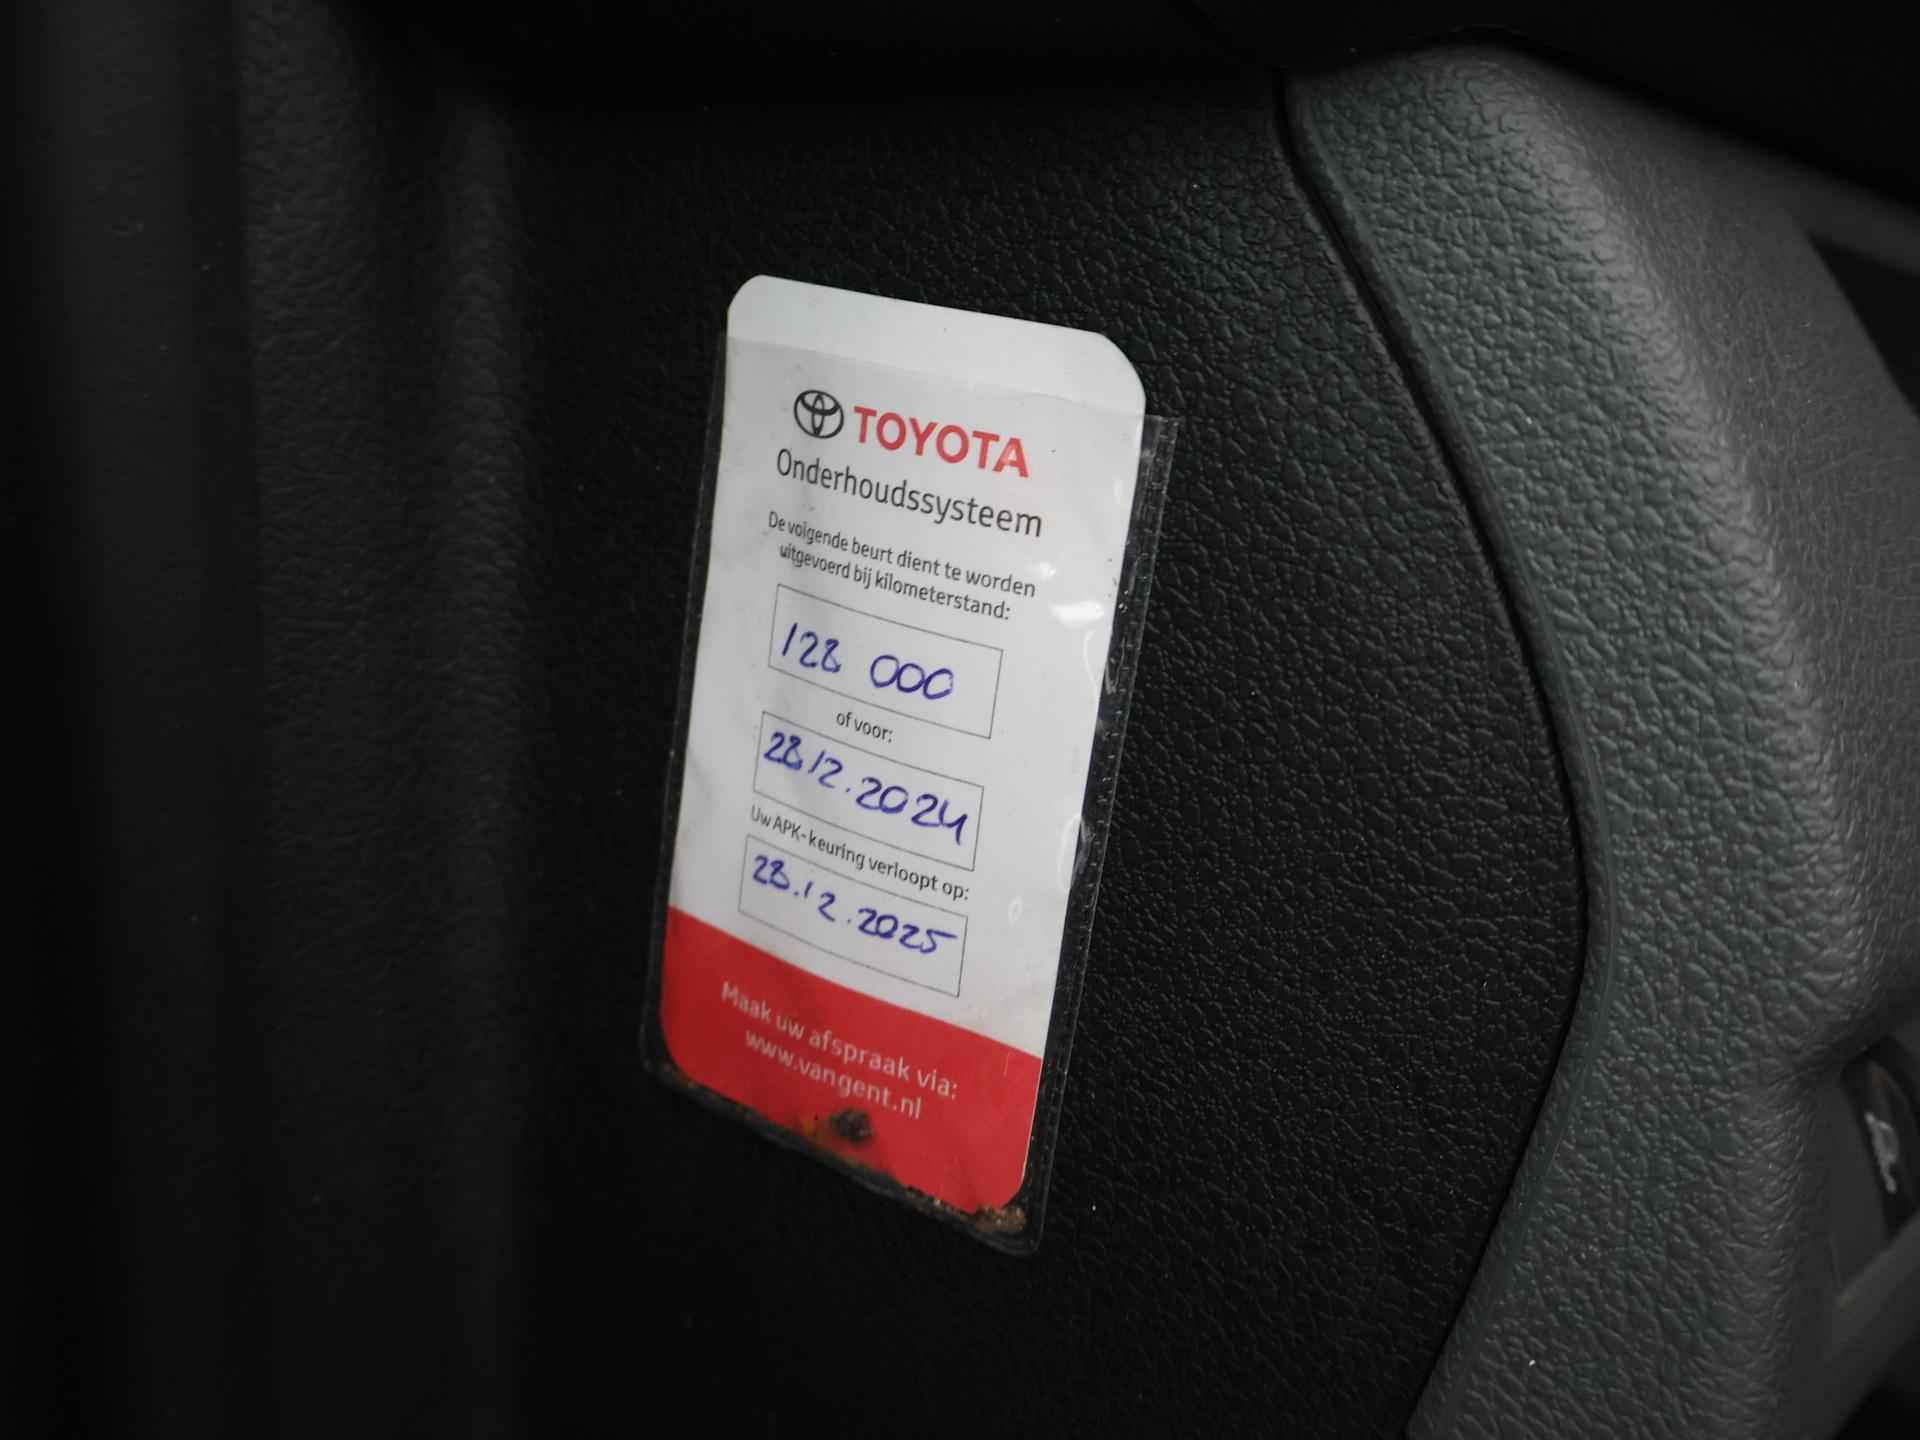 TOYOTA
Onderhoudssysteem
De volgende beurt dient te worden
uitgevoerd bij kilometerstand:
128 000
of voor:
28.12.2024
Uw APK-keuring verloopt op:
28.12.2025
Maak uw afspraak via:
www.vangent.nl